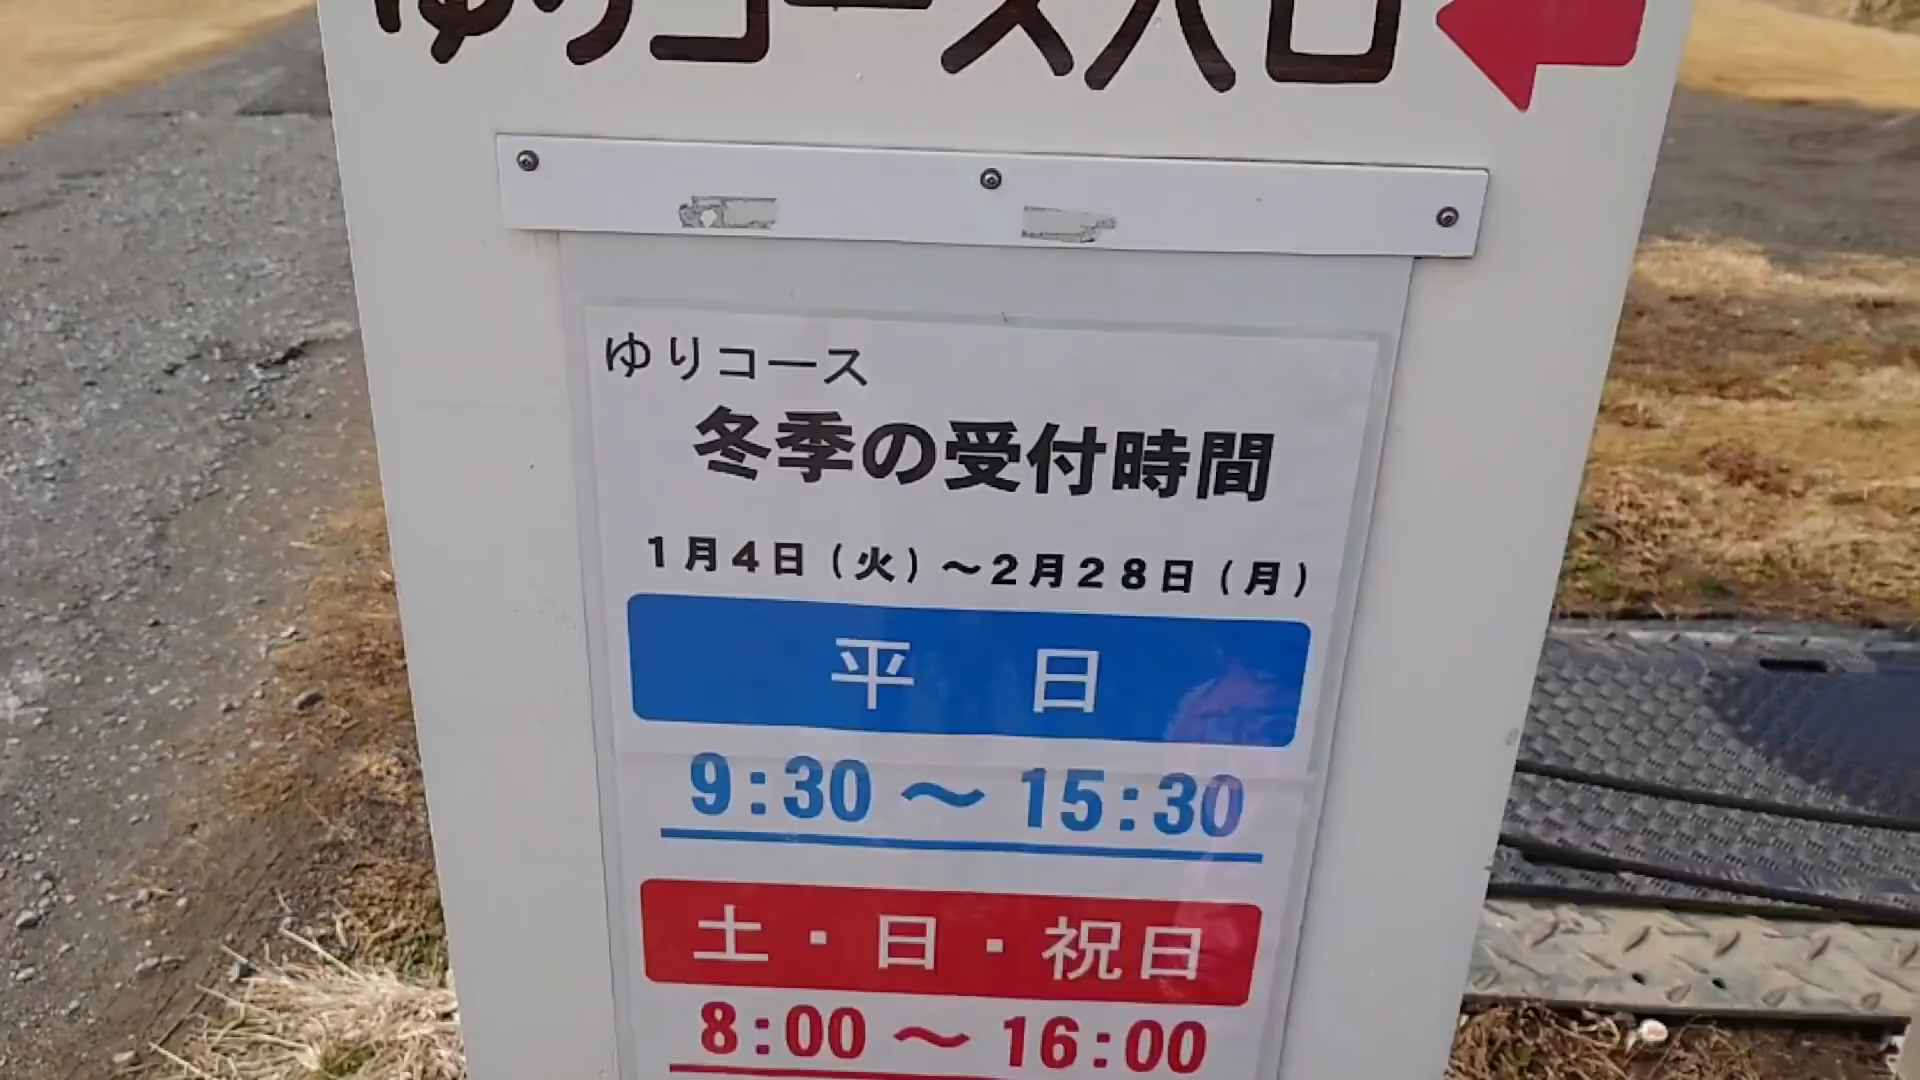 ゆりコース入口
ゆりコース
冬季の受付時間
1月4日（火）～2月28日（月）
平 日
9:30 ～ 15:30
土・日・祝日
8:00 ～ 16:00